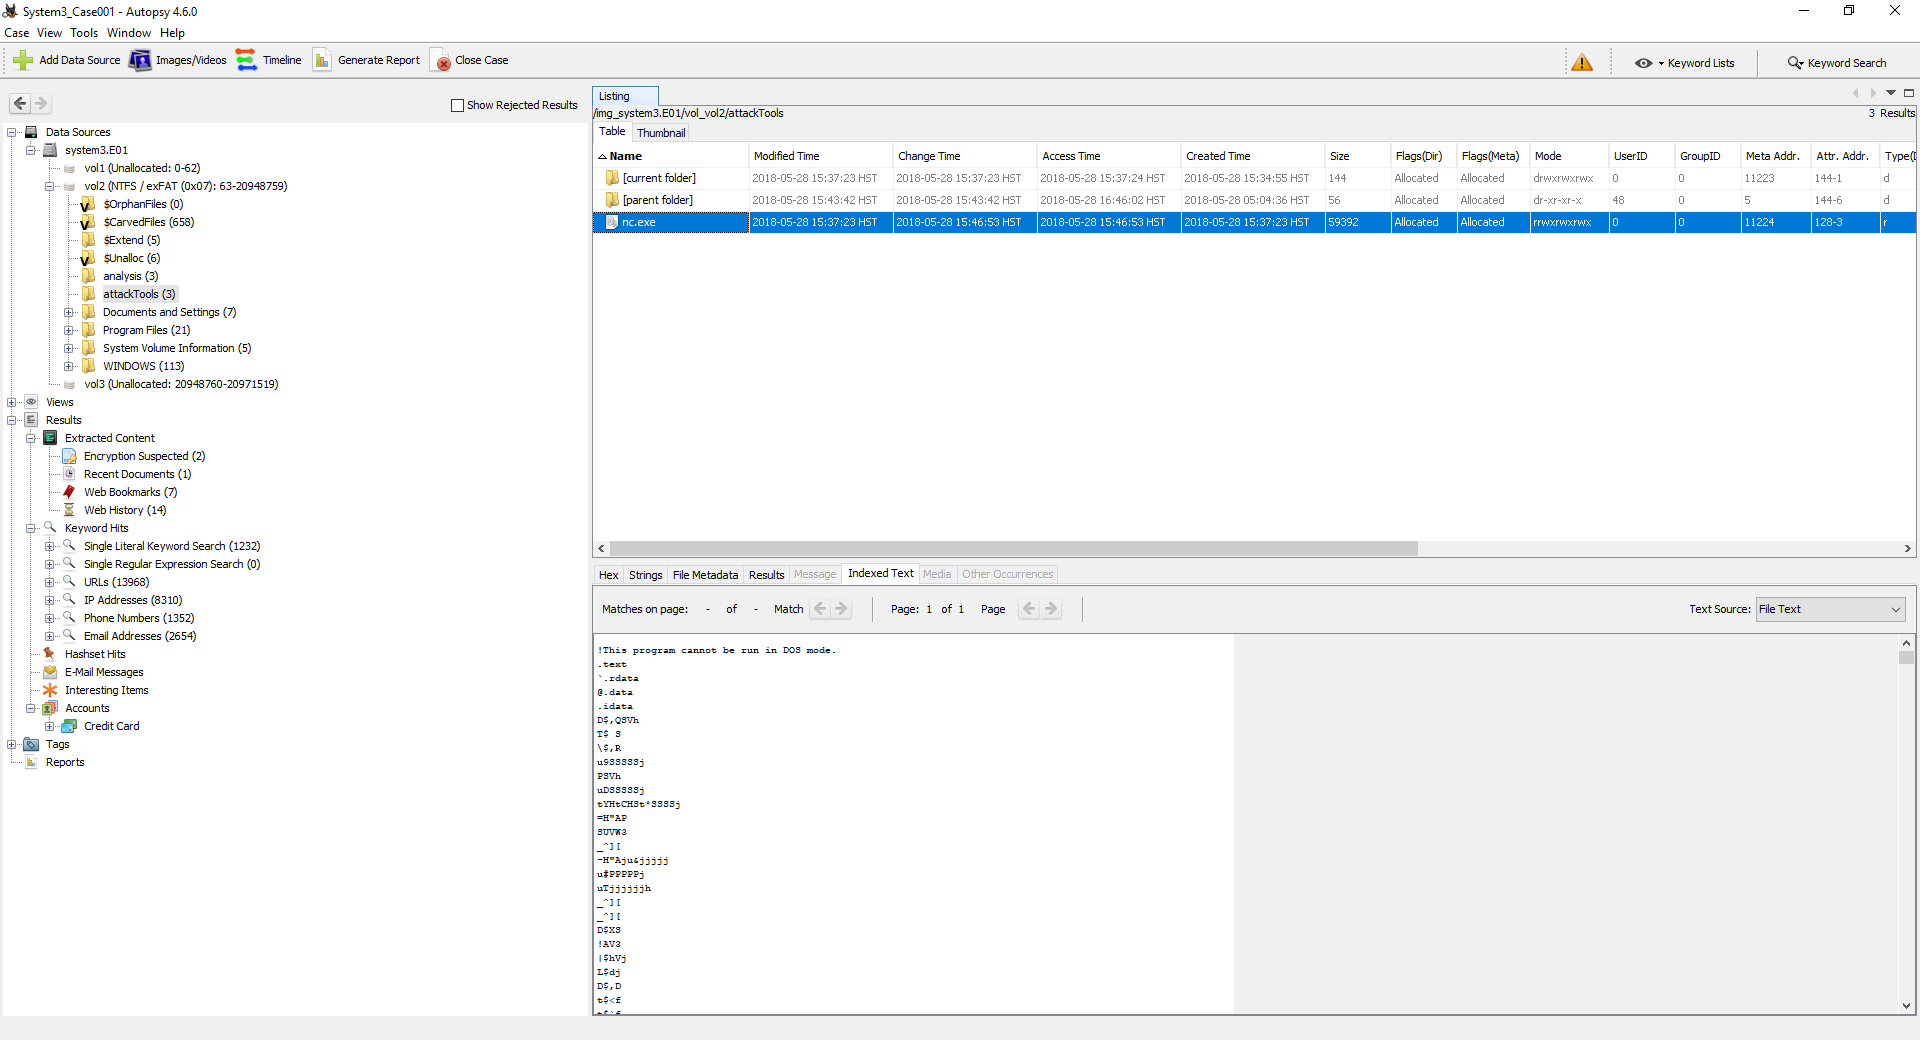 System3_Case001 - Autopsy 4.6.0
Case View Tools Window Help
Add Data Source Images/Videos Timeline Generate Report Close Case Keyword Lists Keyword Search
Show Rejected Results
Data Sources
system3.E01
vol1 (Unallocated: 0-62)
vol2 (NTFS / exFAT (0x07): 63-20948759)
$OrphanFiles (0)
$CarvedFiles (658)
$Extend (5)
$Unalloc (6)
analysis (3)
attackTools (3)
Documents and Settings (7)
Program Files (21)
System Volume Information (5)
WINDOWS (113)
vol3 (Unallocated: 20948760-20971519)
Views
Results
Extracted Content
Encryption Suspected (2)
Recent Documents (1)
Web Bookmarks (7)
Web History (14)
Keyword Hits
Single Literal Keyword Search (1232)
Single Regular Expression Search (0)
URLs (13968)
IP Addresses (8310)
Phone Numbers (1352)
Email Addresses (2654)
Hashset Hits
E-Mail Messages
Interesting Items
Accounts
Credit Card
Tags
Reports
Listing
/img_system3.E01/vol_vol2/attackTools 3 Results
Table Thumbnail
Name Modified Time Change Time Access Time Created Time Size Flags(Dir) Flags(Meta) Mode UserID GroupID Meta Addr. Attr. Addr. Type(D
[current folder] 2018-05-28 15:37:23 HST 2018-05-28 15:37:23 HST 2018-05-28 15:37:24 HST 2018-05-28 15:34:55 HST 144 Allocated Allocated drwxrwxrwx 0 0 11223 144-1 d
[parent folder] 2018-05-28 15:43:42 HST 2018-05-28 15:43:42 HST 2018-05-28 16:46:02 HST 2018-05-28 05:04:36 HST 56 Allocated Allocated dr-xr-xr-x 48 0 5 144-6 d
nc.exe 2018-05-28 15:37:23 HST 2018-05-28 15:46:53 HST 2018-05-28 15:46:53 HST 2018-05-28 15:37:23 HST 59392 Allocated Allocated rrwxrwxrwx 0 0 11224 128-3 r
Hex Strings File Metadata Results Message Indexed Text Media Other Occurrences
Matches on page: - of - Match Page: 1 of 1 Page Text Source: File Text
!This program cannot be run in DOS mode.
.text
`.rdata
@.data
.idata
D$,QSVh
T$ S
\$,R
u9SSSSSj
PSVh
uDSSSSSj
tYHtCHSt*SSSSj
=H"AP
SUVW3
_^][
-H"Aju&jjjjj
u#PPPPPj
uTjjjjjjh
_^][
_^][
D$XS
!AV3
|$hVj
L$dj
D$,D
t$<f